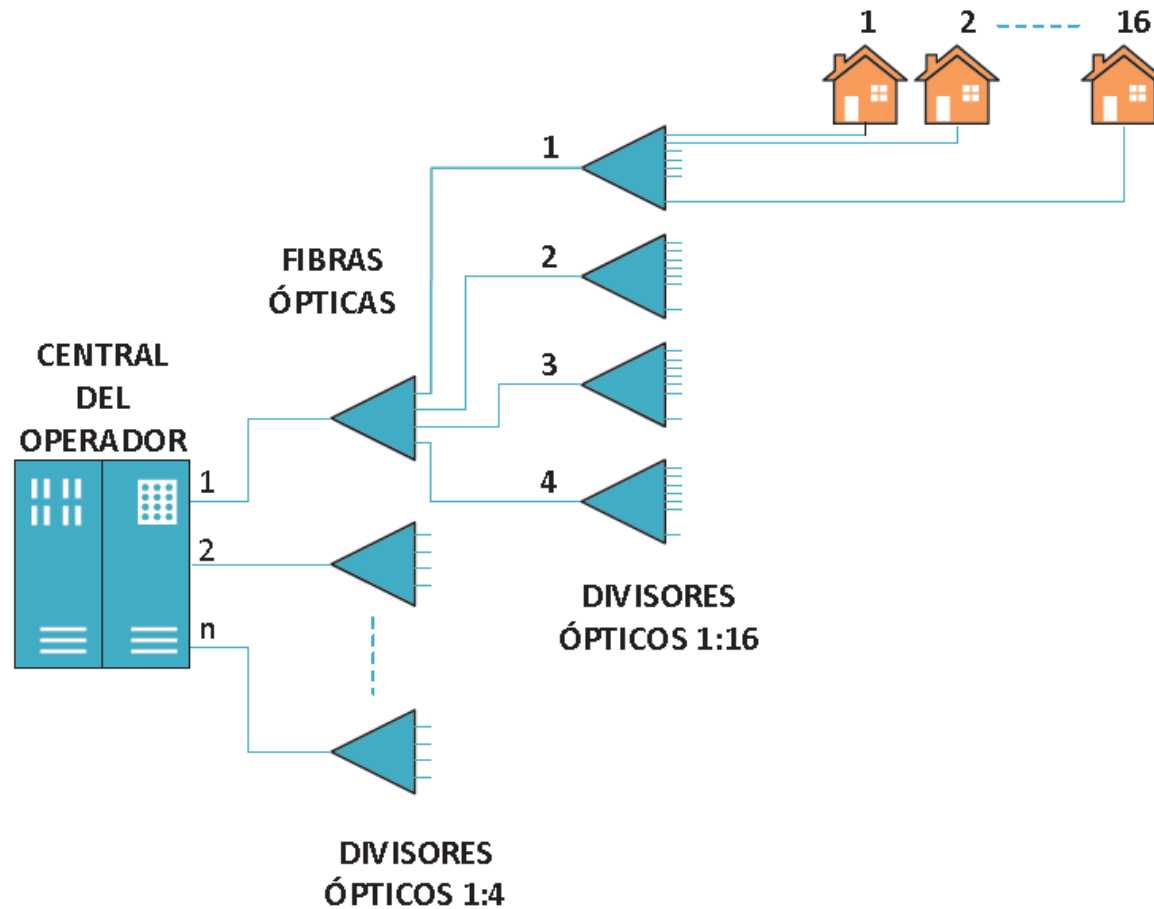 1
2
16
1
2
3
4
FIBRAS
ÓPTICAS
CENTRAL
DEL
OPERADOR
1
2
n
DIVISORES
ÓPTICOS 1:16
DIVISORES
ÓPTICOS 1:4